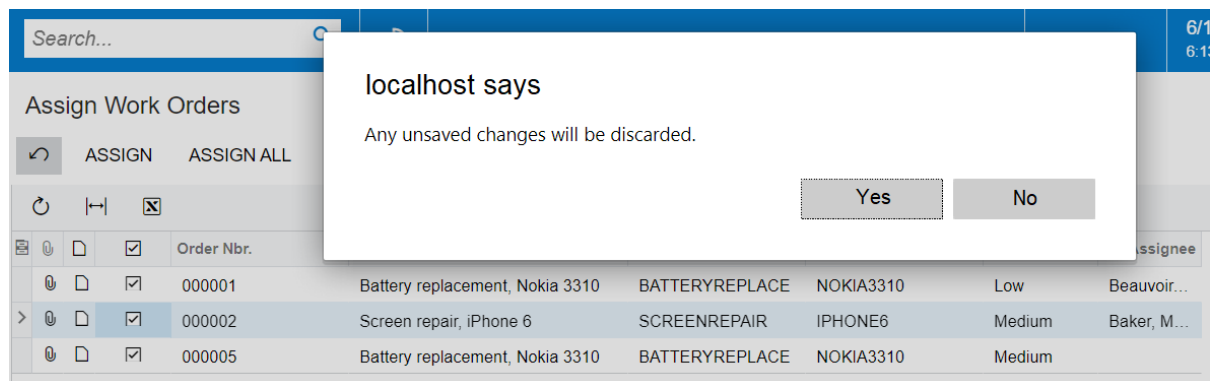 Search...
6/1
6:13
localhost says
Any unsaved changes will be discarded.
Yes No
Assign Work Orders
ASSIGN ASSIGN ALL
Order Nbr. Assignee
000001 Battery replacement, Nokia 3310 BATTERYREPLACE NOKIA3310 Low Beauvoir...
000002 Screen repair, iPhone 6 SCREENREPAIR IPHONE6 Medium Baker, M...
000005 Battery replacement, Nokia 3310 BATTERYREPLACE NOKIA3310 Medium